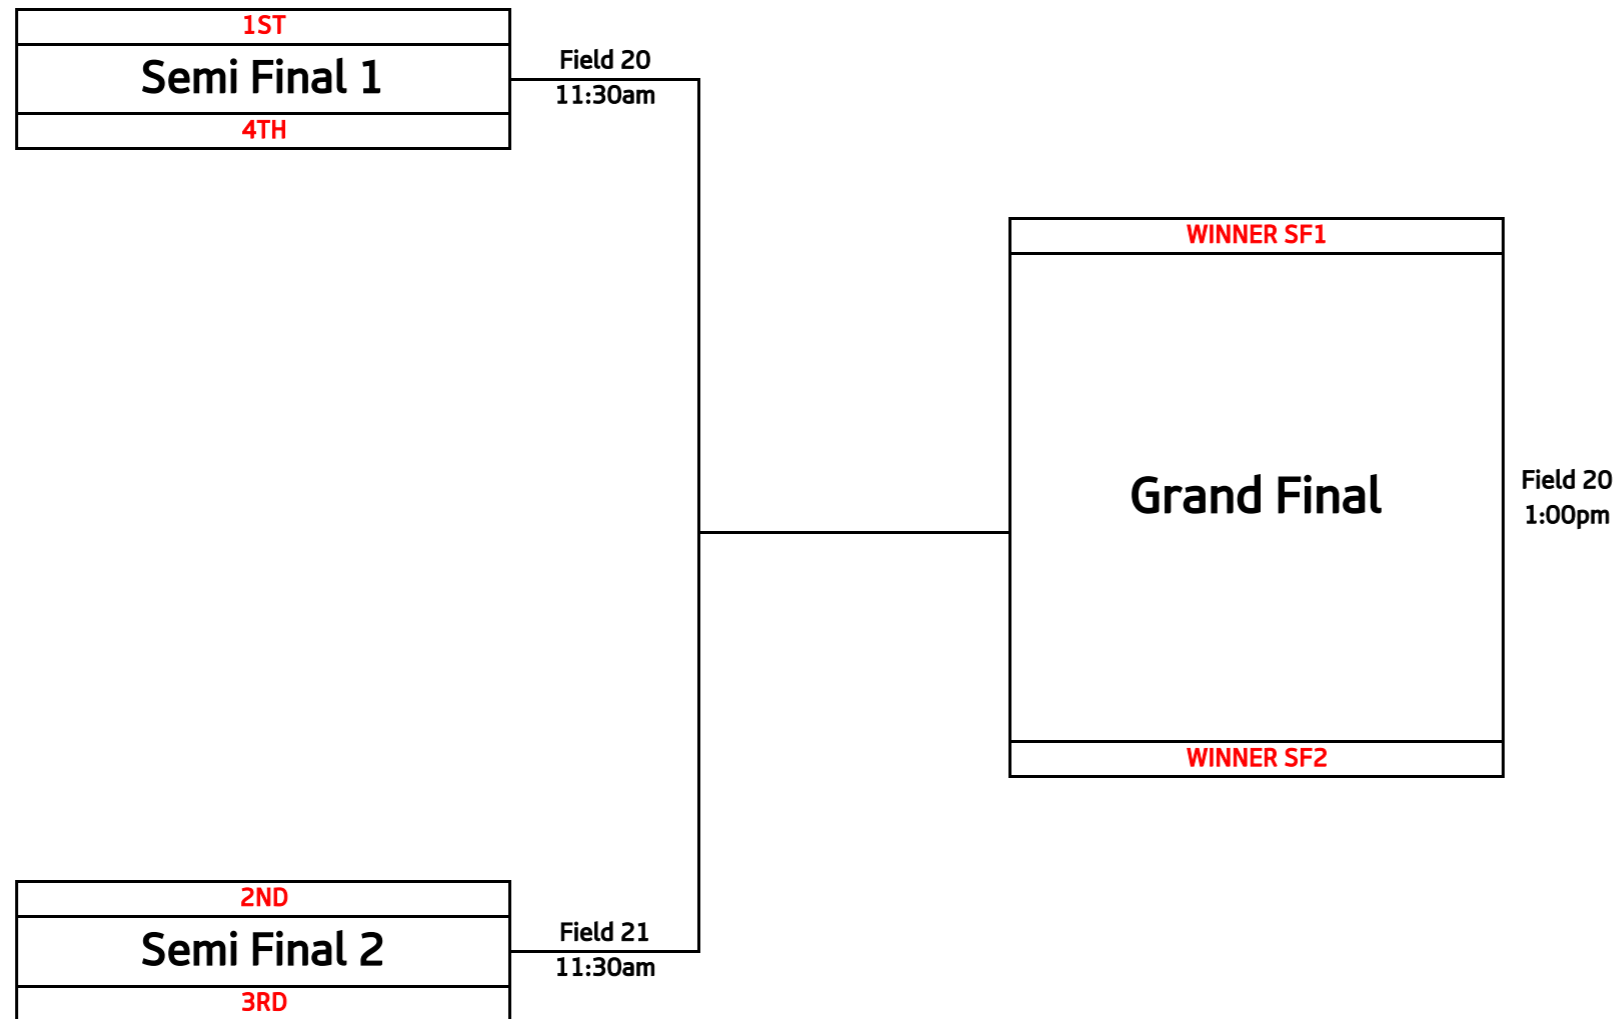 1ST
Semi Final 1
4TH
Field 20
11:30am
WINNER SF1
Grand Final
WINNER SF2
Field 20
1:00pm
2ND
Semi Final 2
3RD
Field 21
11:30am